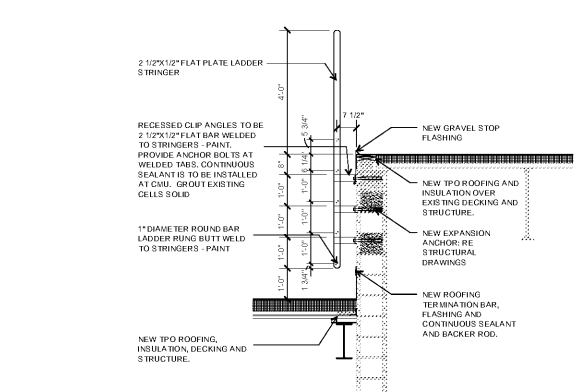 2 1/2"X1/2" FLAT PLATE LADDER
STRINGER
RECESSED CLIP ANGLES TO BE
2 1/2"X1/2" FLAT BAR WELDED
TO STRINGERS - PAINT.
PROVIDE ANCHOR BOLTS AT
WELDED TABS. CONTINUOUS
SEALANT IS TO BE INSTALLED
AT CMU. GROUT EXISTING
CELLS SOLID
1" DIAMETER ROUND BAR
LADDER RUNG BUTT WELD
TO STRINGERS - PAINT
NEW TPO ROOFING,
INSULATION, DECKING AND
STRUCTURE.
4'-0"
6"
1'-0"
1'-0"
1'-0"
1'-0"
5 3/4"
6 1/4"
1'-0"
1'-0"
1'-0"
1 3/4"
7 1/2"
NEW GRAVEL STOP
FLASHING
NEW TPO ROOFING AND
INSULATION OVER
EXISTING DECKING AND
STRUCTURE.
NEW EXPANSION
ANCHOR: RE
STRUCTURAL
DRAWINGS
NEW ROOFING
TERMINATION BAR,
FLASHING AND
CONTINUOUS SEALANT
AND BACKER ROD.